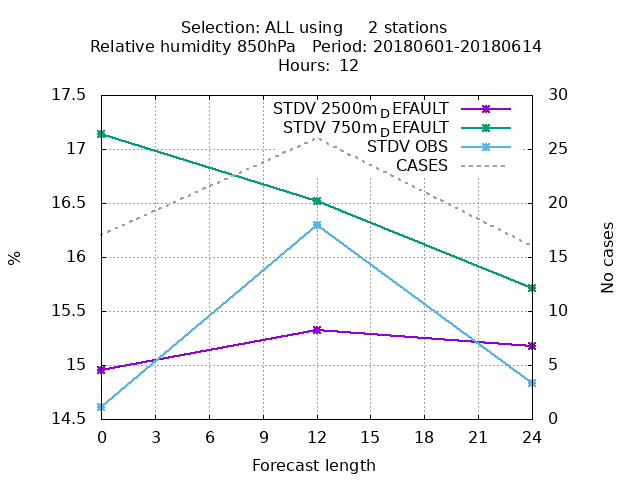 Selection: ALL using 2 stations
Relative humidity 850hPa Period: 20180601-20180614
Hours: 12
17.5
17
16.5
16
15.5
15
14.5
%
30
25
20
15
10
5
0
No cases
STDV 2500m_DEFAULT
STDV 750m_DEFAULT
STDV OBS
CASES
0 3 6 9 12 15 18 21 24
Forecast length